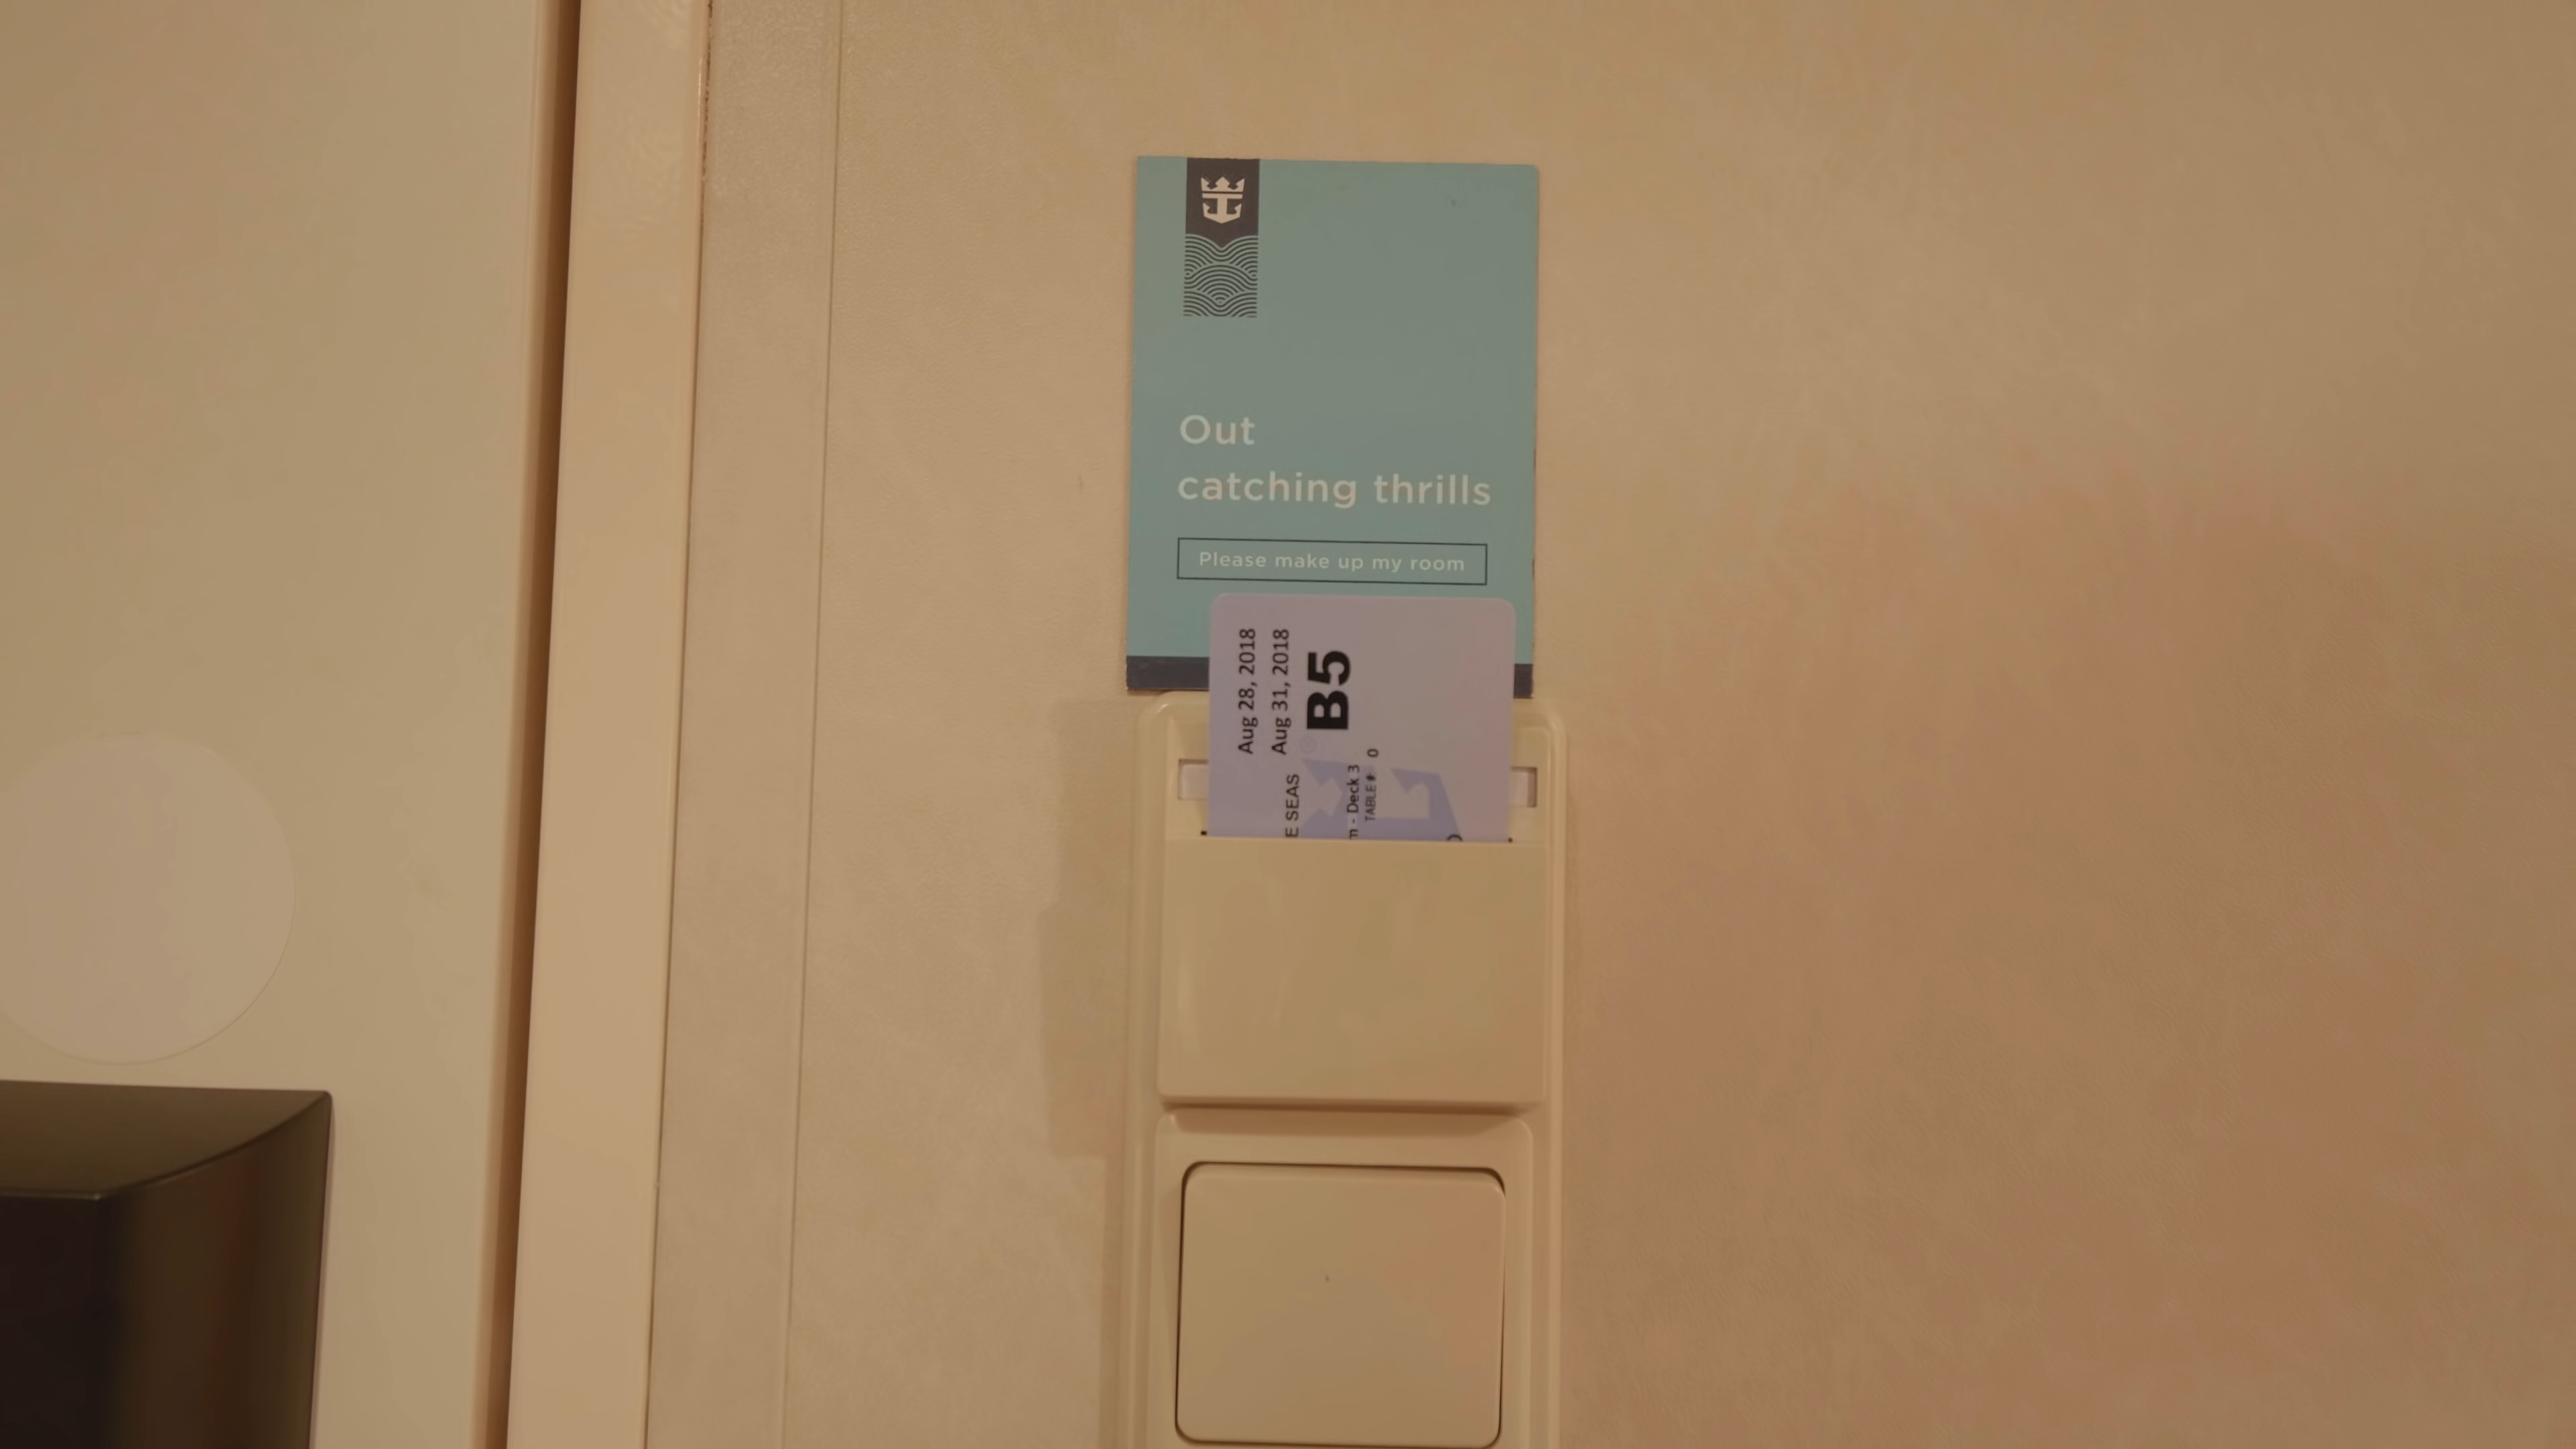 Out
catching thrills
Please make up my room
Aug 28, 2018
Aug 31, 2018
E SEAS
B5
- Deck 3
TABLE# 0